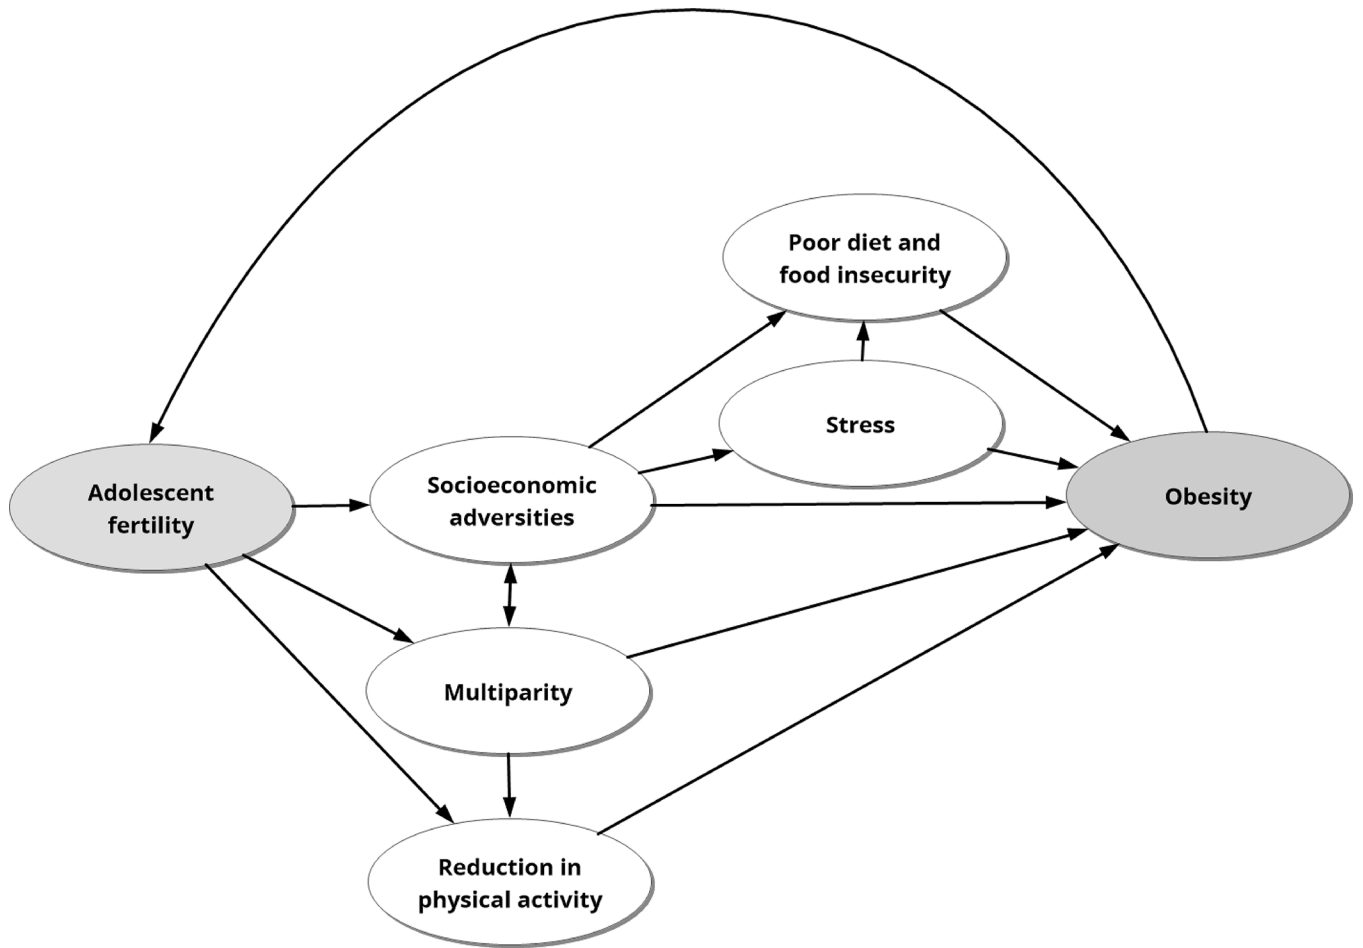 Poor diet and
food insecurity
Stress
Adolescent
fertility
Socioeconomic
adversities
Obesity
Multiparity
Reduction in
physical activity